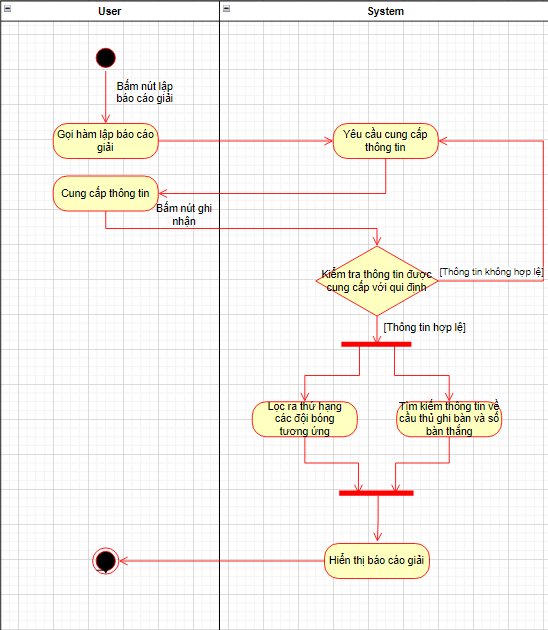 User
System
Bấm nút lập
báo cáo giải
Gọi hàm lập báo cáo
giải
Yêu cầu cung cấp
thông tin
Cung cấp thông tin
Bấm nút ghi
nhận
Kiểm tra thông tin được
cung cấp với qui định
[Thông tin không hợp lệ]
[Thông tin hợp lệ]
Lọc ra thứ hạng
các đội bóng
tương ứng
Tìm kiếm thông tin về
cầu thủ ghi bàn và số
bàn thắng
Hiển thị báo cáo giải